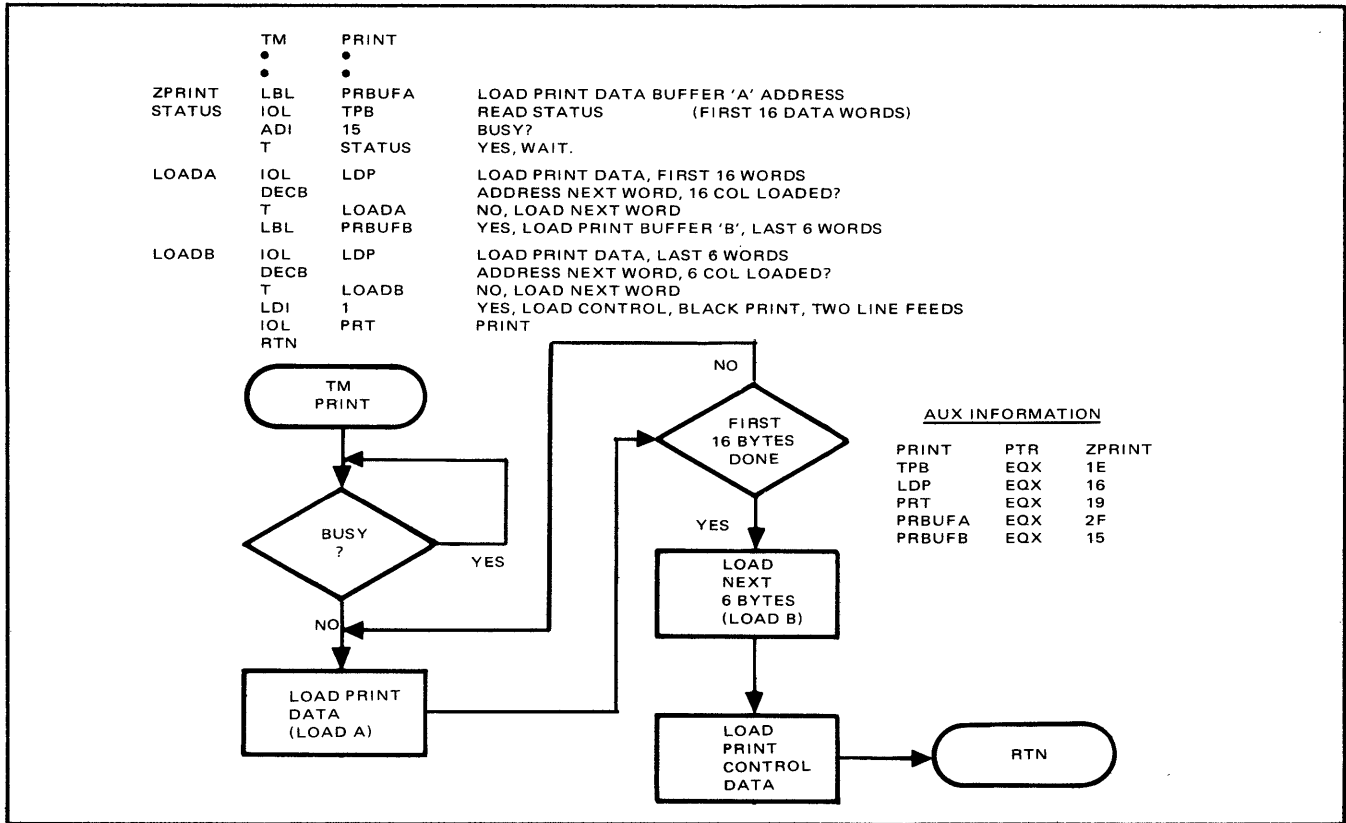 TM PRINT
• •
• •
ZPRINT LBL PRBUFA LOAD PRINT DATA BUFFER 'A' ADDRESS
STATUS IOL TPB READ STATUS (FIRST 16 DATA WORDS)
ADI 15 BUSY?
T STATUS YES, WAIT.
LOADA IOL LDP LOAD PRINT DATA, FIRST 16 WORDS
DECB ADDRESS NEXT WORD, 16 COL LOADED?
T LOADA NO, LOAD NEXT WORD
LBL PRBUFB YES, LOAD PRINT BUFFER 'B', LAST 6 WORDS
LOADB IOL LDP LOAD PRINT DATA, LAST 6 WORDS
DECB ADDRESS NEXT WORD, 6 COL LOADED?
T LOADB NO, LOAD NEXT WORD
LDI 1 YES, LOAD CONTROL, BLACK PRINT, TWO LINE FEEDS
IOL PRT PRINT
RTN
TM
PRINT
BUSY
?
YES
NO
LOAD PRINT
DATA
(LOAD A)
NO
FIRST
16 BYTES
DONE
YES
LOAD
NEXT
6 BYTES
(LOAD B)
LOAD
PRINT
CONTROL
DATA
RTN
AUX INFORMATION
PRINT PTR ZPRINT
TPB EQX 1E
LDP EQX 16
PRT EQX 19
PRBUFA EQX 2F
PRBUFB EQX 15